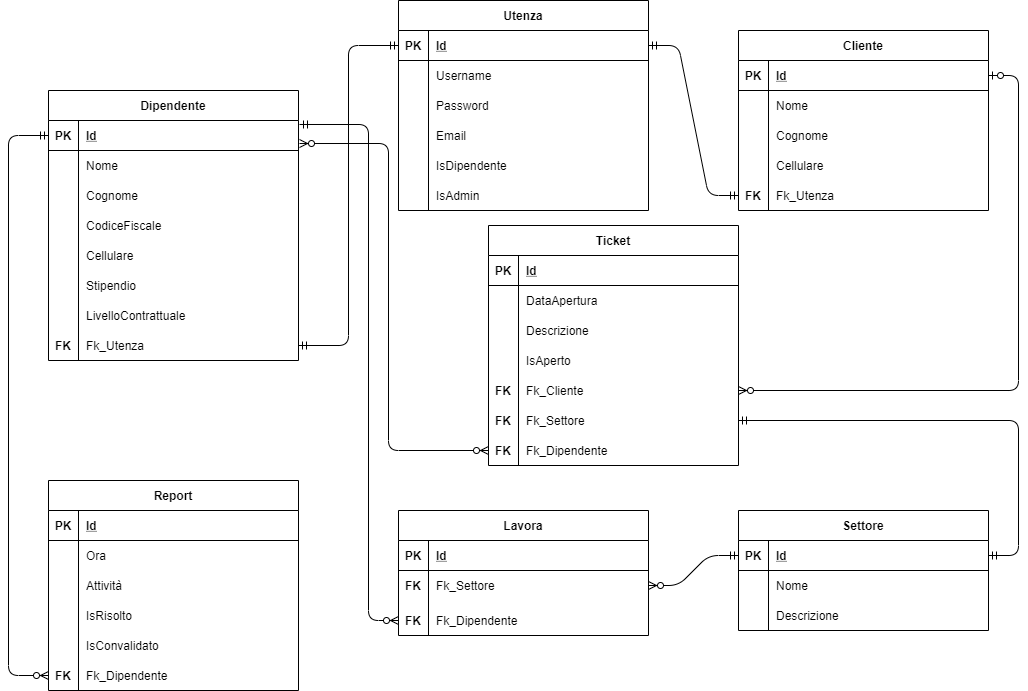 Utenza
PK Id
Username
Password
Email
IsDipendente
IsAdmin
Cliente
PK Id
Nome
Cognome
Cellulare
FK Fk_Utenza
Dipendente
PK Id
Nome
Cognome
CodiceFiscale
Cellulare
Stipendio
LivelloContrattuale
FK Fk_Utenza
Ticket
PK Id
DataApertura
Descrizione
IsAperto
FK Fk_Cliente
FK Fk_Settore
FK Fk_Dipendente
Report
PK Id
Ora
Attività
IsRisolto
IsConvalidato
FK Fk_Dipendente
Lavora
PK Id
FK Fk_Settore
FK Fk_Dipendente
Settore
PK Id
Nome
Descrizione